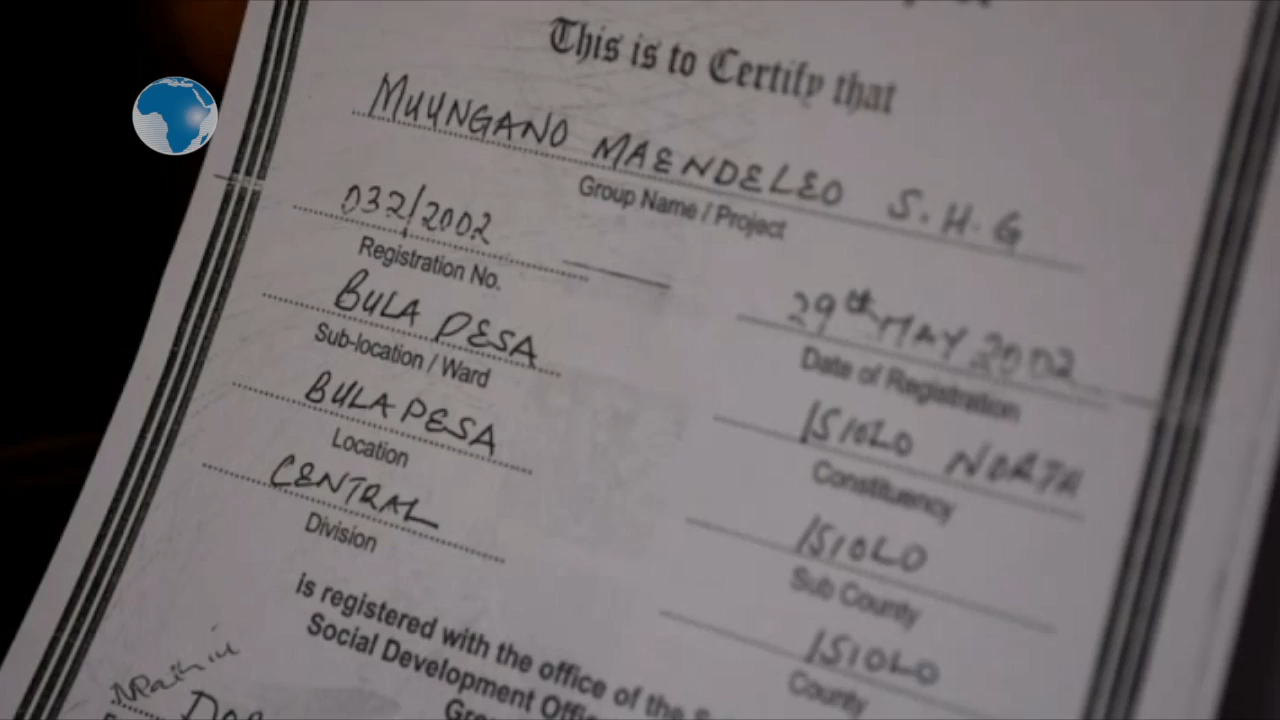 This is to Certify that
MUUNGANO MAENDELEO S.H.G
Group Name / Project
032/2002
Registration No.
29th MAY 2002
Date of Registration
BULA PESA
Sub-location / Ward
ISIOLO NORTH
Constituency
BULAPESA
Location
ISIOLO
Sub County
CENTRAL
Division
ISIOLO
County
is registered with the office of the
Social Development